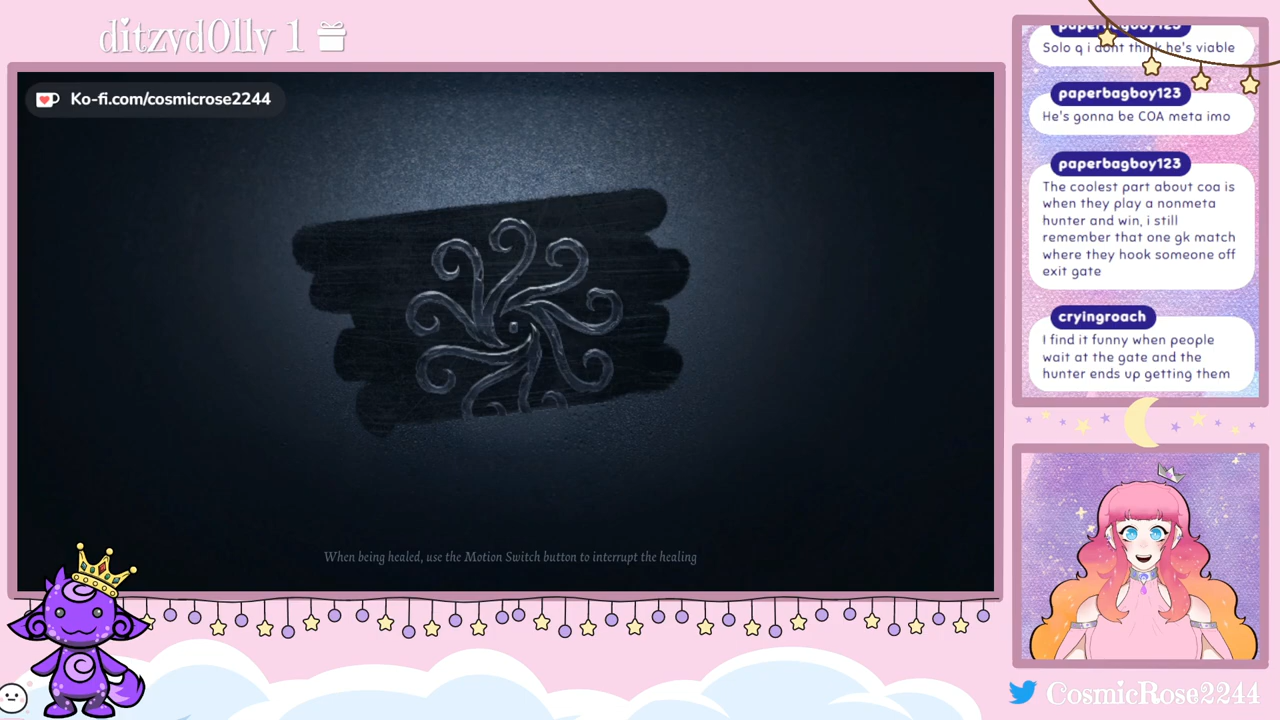 ditzyd0lly 1
Ko-fi.com/cosmicrose2244
When being healed, use the Motion Switch button to interrupt the healing
paperbagboy123
Solo q i dont think he's viable
paperbagboy123
He's gonna be COA meta imo
paperbagboy123
The coolest part about coa is
when they play a nonmeta
hunter and win, i still
remember that one gk match
where they hook someone off
exit gate
cryingroach
I find it funny when people
wait at the gate and the
hunter ends up getting them
CosmicRose2244